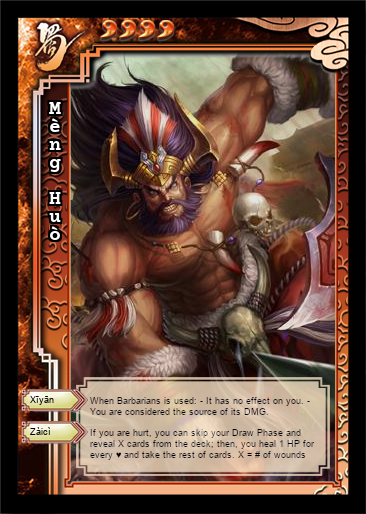 蜀
Mèng Huò
Xīyān
When Barbarians is used: - It has no effect on you. -
You are considered the source of its DMG.
Zàicì
If you are hurt, you can skip your Draw Phase and
reveal X cards from the deck; then, you heal 1 HP for
every ♥ and take the rest of cards. X = # of wounds